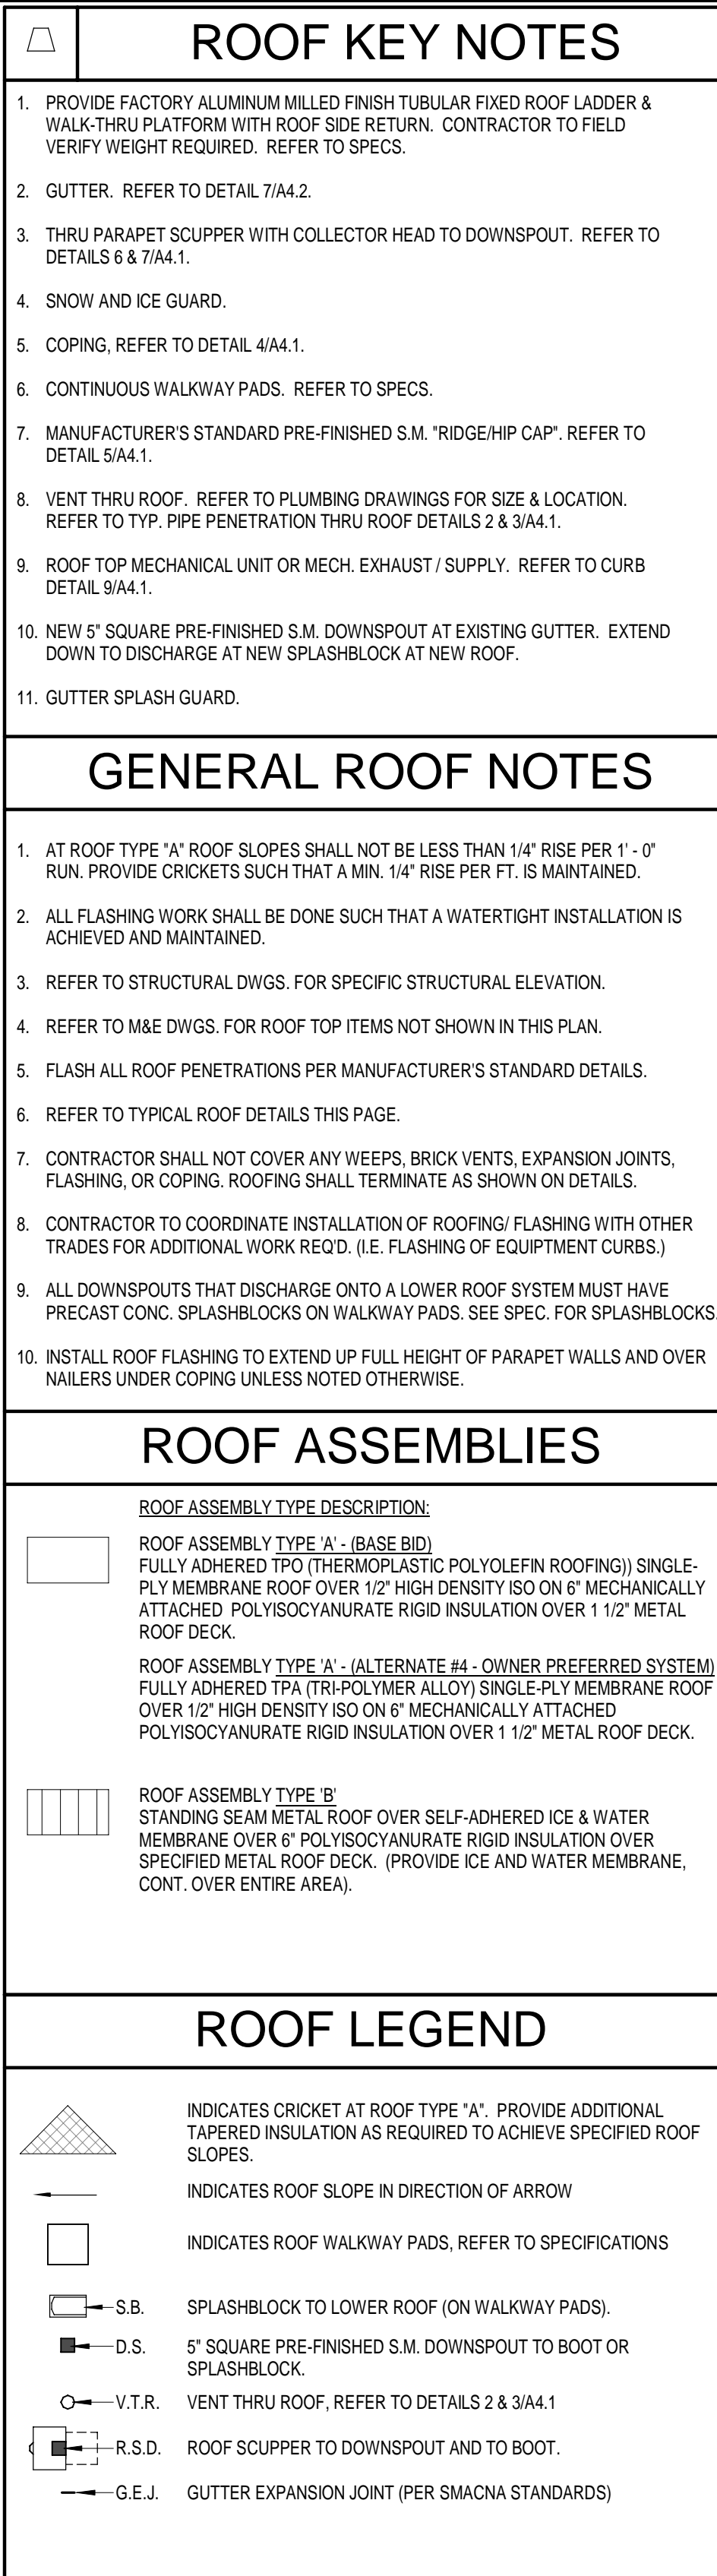 ROOF KEY NOTES
1. PROVIDE FACTORY ALUMINUM MILLED FINISH TUBULAR FIXED ROOF LADDER &
WALK-THRU PLATFORM WITH ROOF SIDE RETURN. CONTRACTOR TO FIELD
VERIFY WEIGHT REQUIRED. REFER TO SPECS.
2. GUTTER. REFER TO DETAIL 7/A4.2.
3. THRU PARAPET SCUPPER WITH COLLECTOR HEAD TO DOWNSPOUT. REFER TO
DETAILS 6 & 7/A4.1.
4. SNOW AND ICE GUARD.
5. COPING, REFER TO DETAIL 4/A4.1.
6. CONTINUOUS WALKWAY PADS. REFER TO SPECS.
7. MANUFACTURER'S STANDARD PRE-FINISHED S.M. "RIDGE/HIP CAP". REFER TO
DETAIL 5/A4.1.
8. VENT THRU ROOF. REFER TO PLUMBING DRAWINGS FOR SIZE & LOCATION.
REFER TO TYP. PIPE PENETRATION THRU ROOF DETAILS 2 & 3/A4.1.
9. ROOF TOP MECHANICAL UNIT OR MECH. EXHAUST / SUPPLY. REFER TO CURB
DETAIL 9/A4.1.
10. NEW 5" SQUARE PRE-FINISHED S.M. DOWNSPOUT AT EXISTING GUTTER. EXTEND
DOWN TO DISCHARGE AT NEW SPLASHBLOCK AT NEW ROOF.
11. GUTTER SPLASH GUARD.
GENERAL ROOF NOTES
1. AT ROOF TYPE "A" ROOF SLOPES SHALL NOT BE LESS THAN 1/4" RISE PER 1' - 0"
RUN. PROVIDE CRICKETS SUCH THAT A MIN. 1/4" RISE PER FT. IS MAINTAINED.
2. ALL FLASHING WORK SHALL BE DONE SUCH THAT A WATERTIGHT INSTALLATION IS
ACHIEVED AND MAINTAINED.
3. REFER TO STRUCTURAL DWGS. FOR SPECIFIC STRUCTURAL ELEVATION.
4. REFER TO M&E DWGS. FOR ROOF TOP ITEMS NOT SHOWN IN THIS PLAN.
5. FLASH ALL ROOF PENETRATIONS PER MANUFACTURER'S STANDARD DETAILS.
6. REFER TO TYPICAL ROOF DETAILS THIS PAGE.
7. CONTRACTOR SHALL NOT COVER ANY WEEPS, BRICK VENTS, EXPANSION JOINTS,
FLASHING, OR COPING. ROOFING SHALL TERMINATE AS SHOWN ON DETAILS.
8. CONTRACTOR TO COORDINATE INSTALLATION OF ROOFING/ FLASHING WITH OTHER
TRADES FOR ADDITIONAL WORK REQ'D. (I.E. FLASHING OF EQUIPTMENT CURBS.)
9. ALL DOWNSPOUTS THAT DISCHARGE ONTO A LOWER ROOF SYSTEM MUST HAVE
PRECAST CONC. SPLASHBLOCKS ON WALKWAY PADS. SEE SPEC. FOR SPLASHBLOCKS.
10. INSTALL ROOF FLASHING TO EXTEND UP FULL HEIGHT OF PARAPET WALLS AND OVER
NAILERS UNDER COPING UNLESS NOTED OTHERWISE.
ROOF ASSEMBLIES
ROOF ASSEMBLY TYPE DESCRIPTION:
ROOF ASSEMBLY TYPE 'A' - (BASE BID)
FULLY ADHERED TPO (THERMOPLASTIC POLYOLEFIN ROOFING)) SINGLE-
PLY MEMBRANE ROOF OVER 1/2" HIGH DENSITY ISO ON 6" MECHANICALLY
ATTACHED POLYISOCYANURATE RIGID INSULATION OVER 1 1/2" METAL
ROOF DECK.
ROOF ASSEMBLY TYPE 'A' - (ALTERNATE #4 - OWNER PREFERRED SYSTEM)
FULLY ADHERED TPA (TRI-POLYMER ALLOY) SINGLE-PLY MEMBRANE ROOF
OVER 1/2" HIGH DENSITY ISO ON 6" MECHANICALLY ATTACHED
POLYISOCYANURATE RIGID INSULATION OVER 1 1/2" METAL ROOF DECK.
ROOF ASSEMBLY TYPE 'B'
STANDING SEAM METAL ROOF OVER SELF-ADHERED ICE & WATER
MEMBRANE OVER 6" POLYISOCYANURATE RIGID INSULATION OVER
SPECIFIED METAL ROOF DECK. (PROVIDE ICE AND WATER MEMBRANE,
CONT. OVER ENTIRE AREA).
ROOF LEGEND
INDICATES CRICKET AT ROOF TYPE "A". PROVIDE ADDITIONAL
TAPERED INSULATION AS REQUIRED TO ACHIEVE SPECIFIED ROOF
SLOPES.
INDICATES ROOF SLOPE IN DIRECTION OF ARROW
INDICATES ROOF WALKWAY PADS, REFER TO SPECIFICATIONS
S.B. SPLASHBLOCK TO LOWER ROOF (ON WALKWAY PADS).
D.S. 5" SQUARE PRE-FINISHED S.M. DOWNSPOUT TO BOOT OR
SPLASHBLOCK.
V.T.R. VENT THRU ROOF, REFER TO DETAILS 2 & 3/A4.1
R.S.D. ROOF SCUPPER TO DOWNSPOUT AND TO BOOT.
G.E.J. GUTTER EXPANSION JOINT (PER SMACNA STANDARDS)